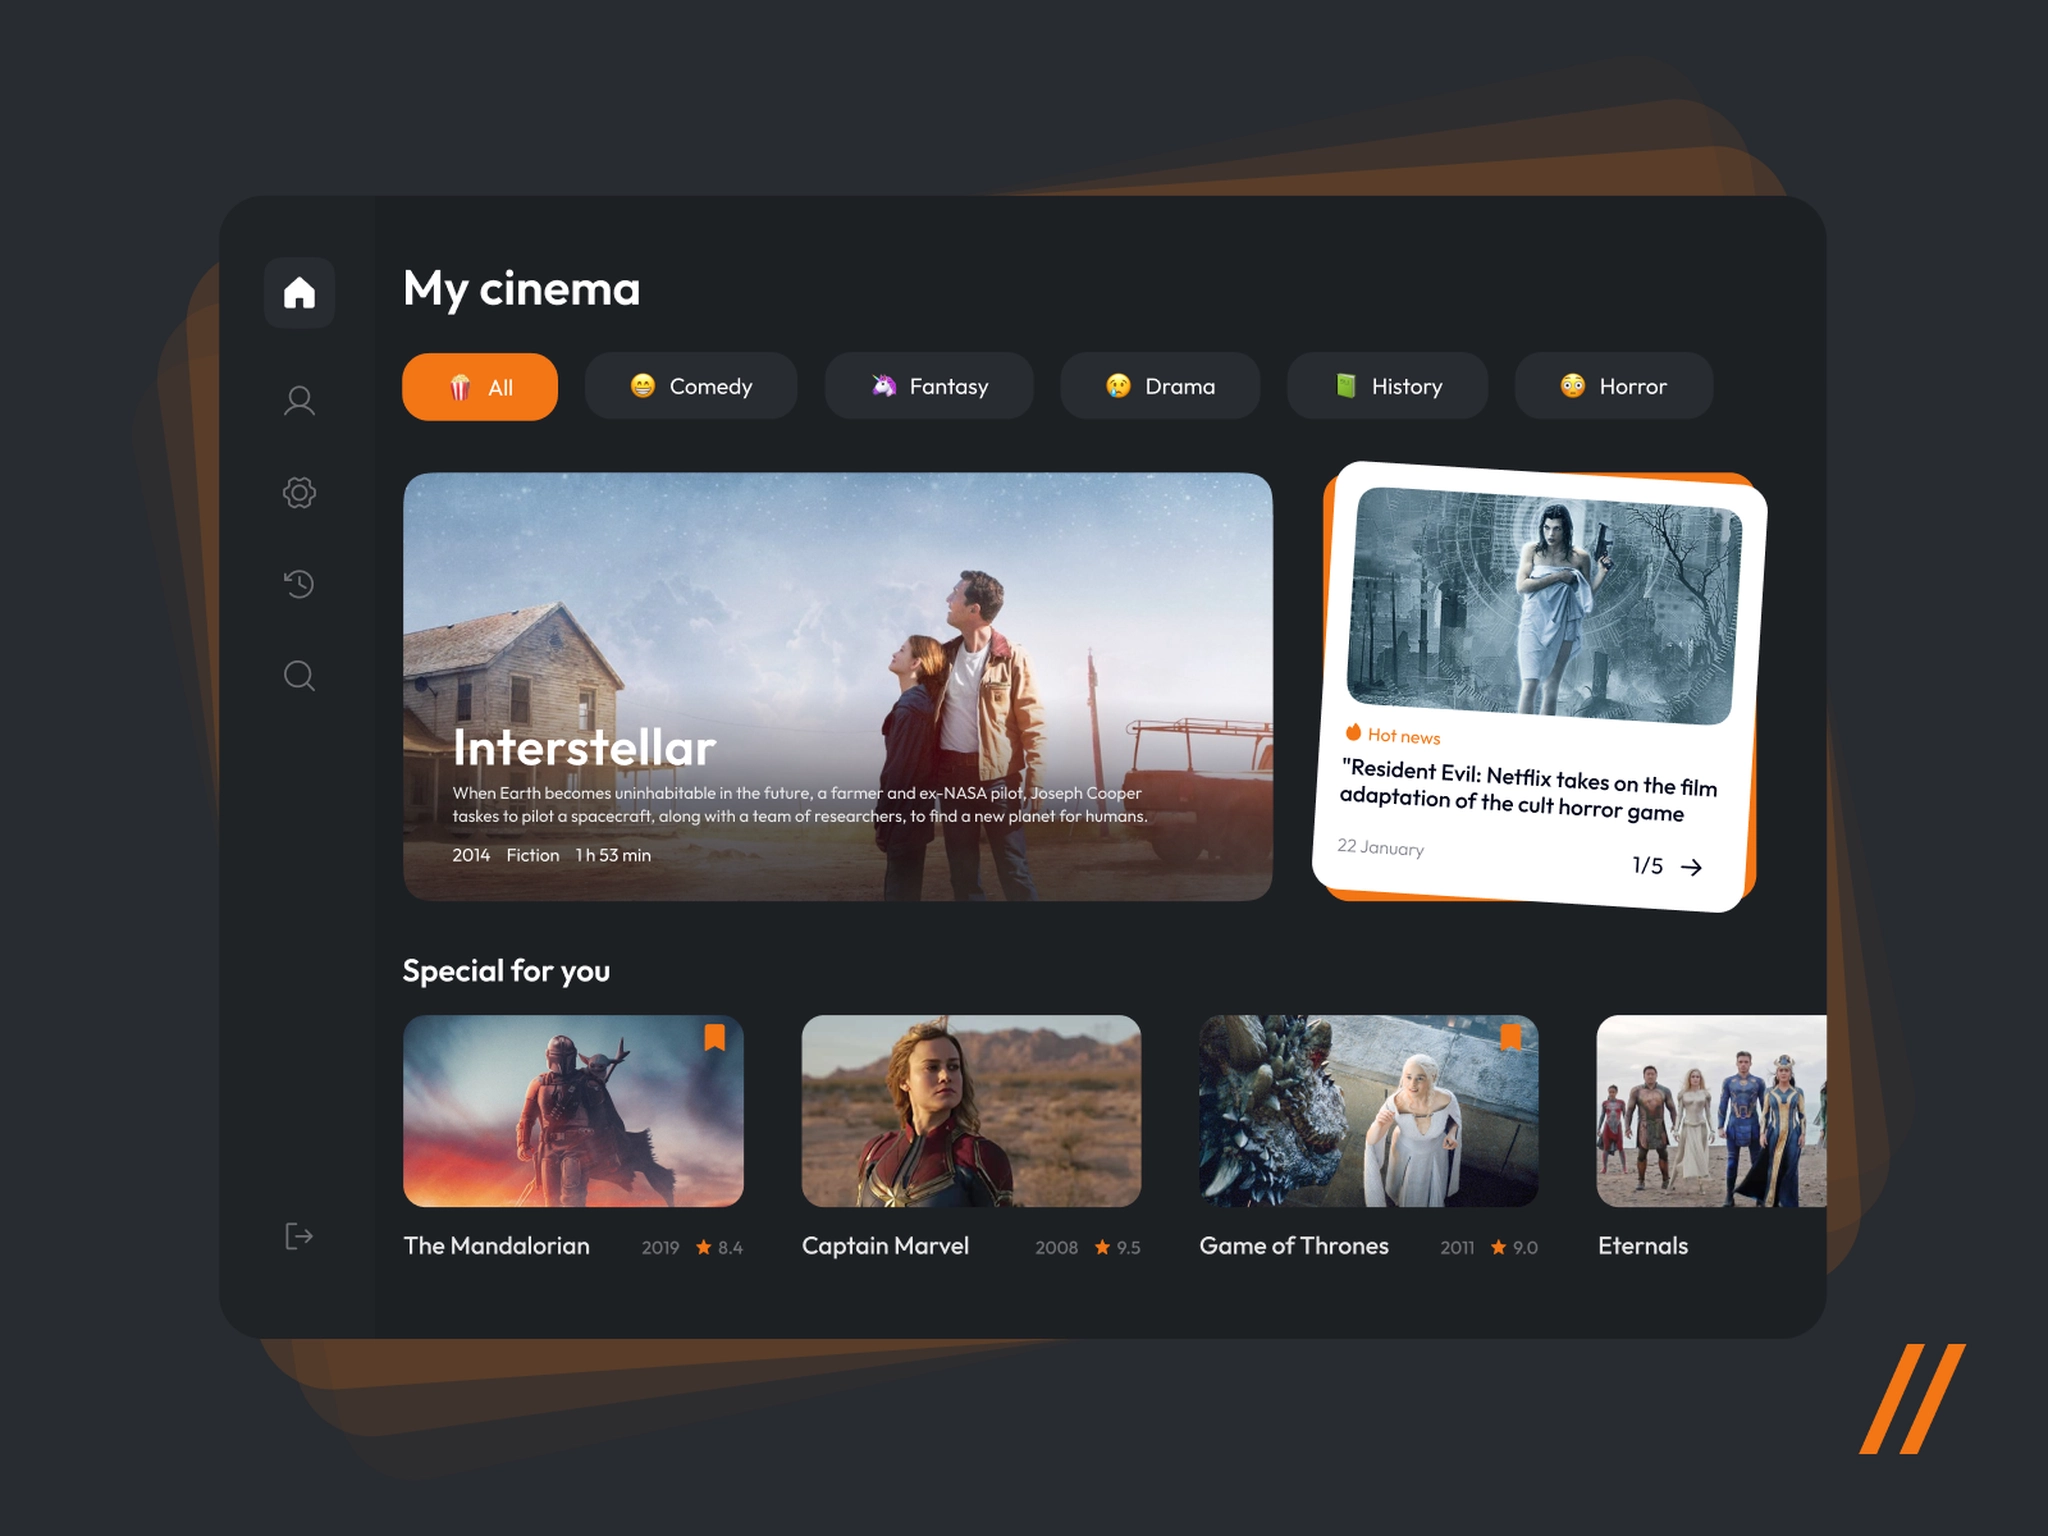 My cinema
All
Comedy
Fantasy
Drama
History
Horror
Interstellar
When Earth becomes uninhabitable in the future, a farmer and ex-NASA pilot, Joseph Cooper
taskes to pilot a spacecraft, along with a team of researchers, to find a new planet for humans.
2014 Fiction 1 h 53 min
Hot news
"Resident Evil: Netflix takes on the film
adaptation of the cult horror game
22 January
1/5
Special for you
The Mandalorian 2019 8.4
Captain Marvel 2008 9.5
Game of Thrones 2011 9.0
Eternals